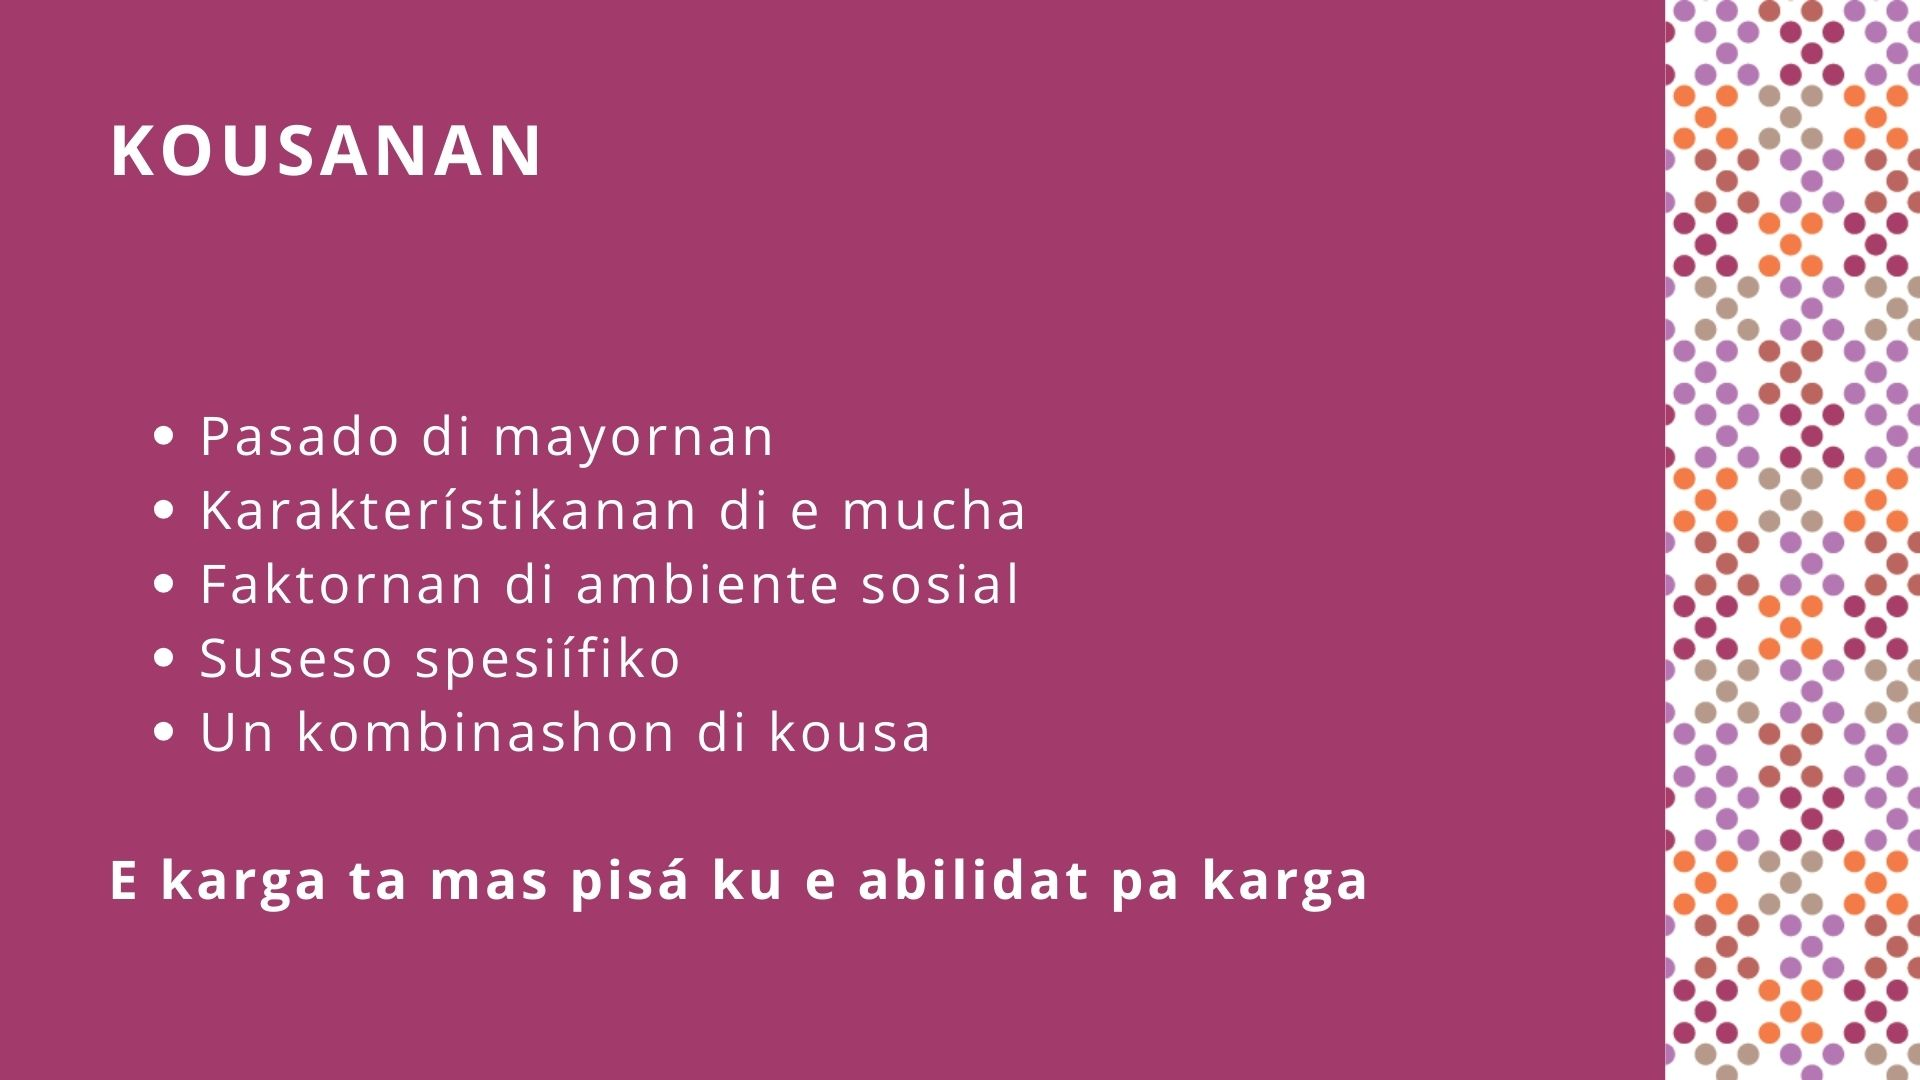 KOUSANAN
• Pasado di mayornan
• Karakterístikanan di e mucha
• Faktornan di ambiente sosial
• Suseso spesiífiko
• Un kombinashon di kousa
E karga ta mas pisá ku e abilidat pa karga